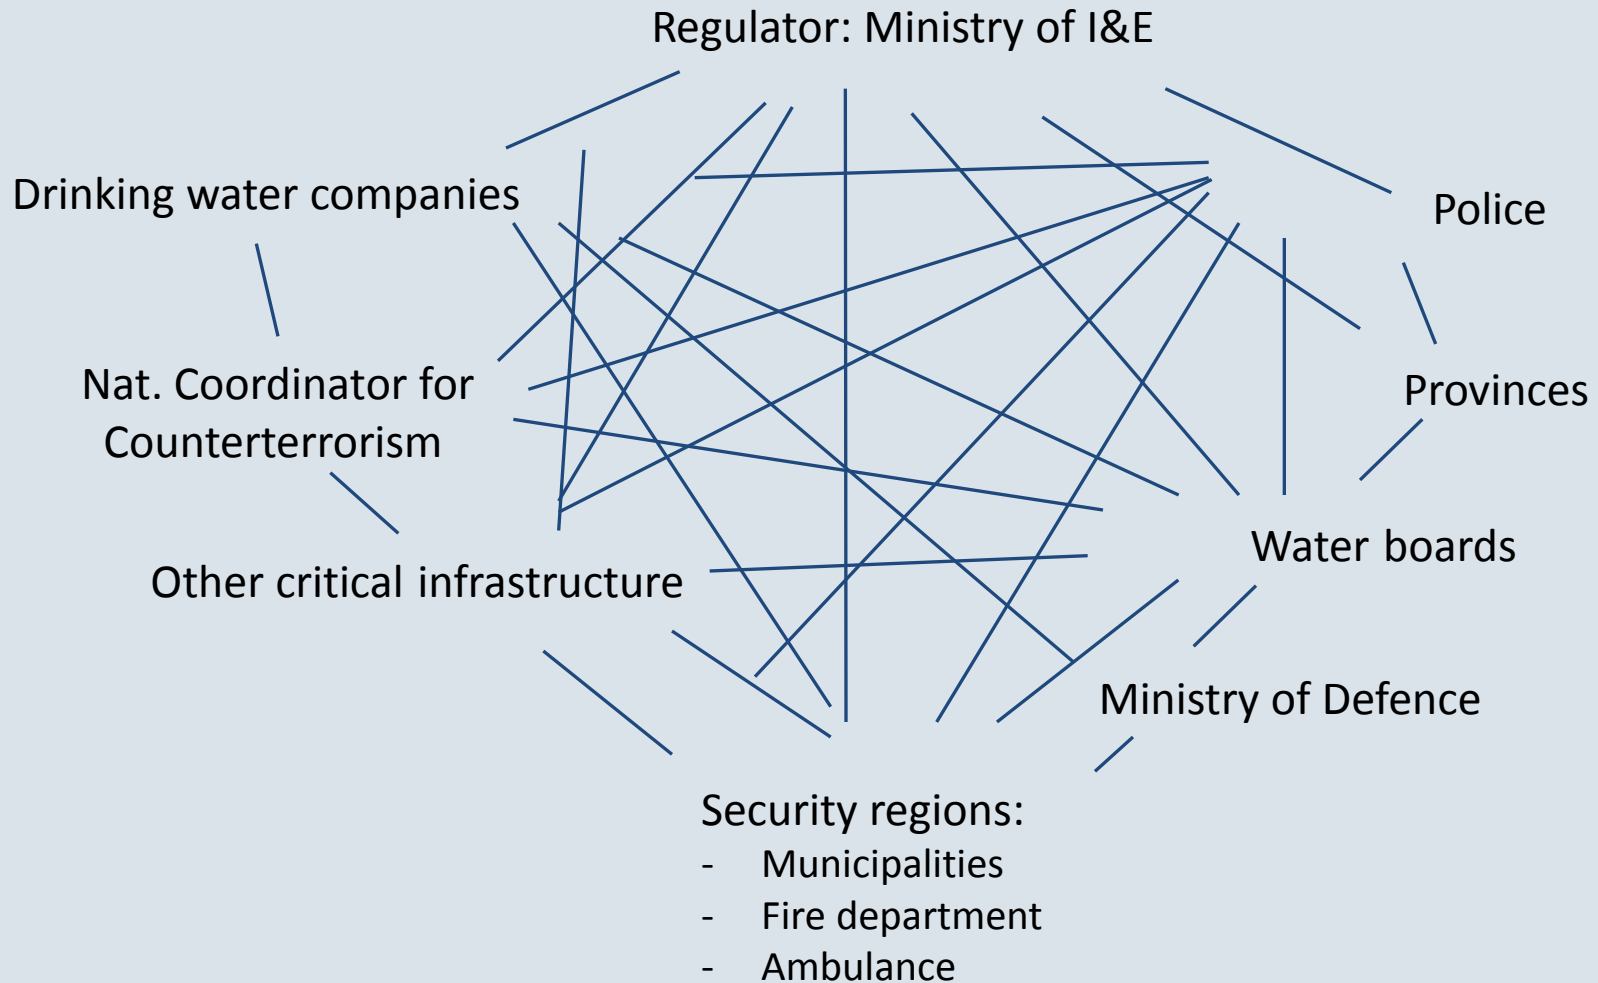 Regulator: Ministry of I&E
Drinking water companies
Police
Nat. Coordinator for
Counterterrorism
Provinces
Other critical infrastructure
Water boards
Ministry of Defence
Security regions:
- Municipalities
- Fire department
- Ambulance